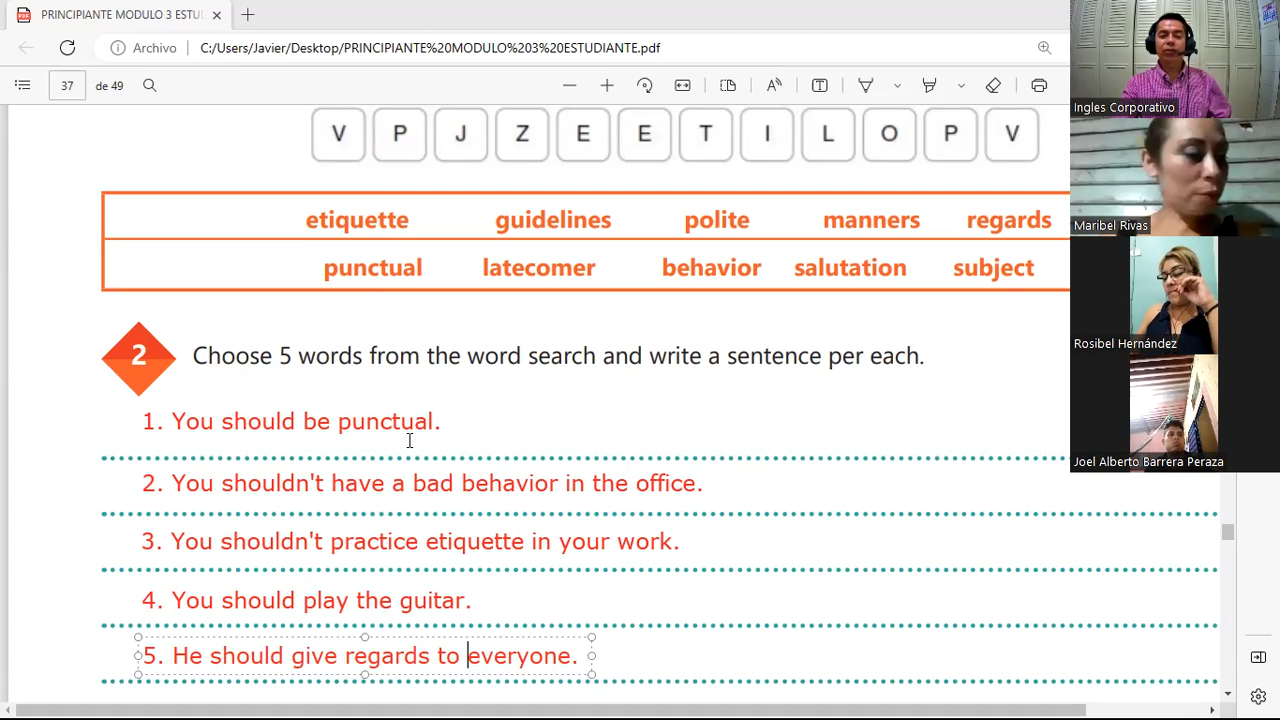 PRINCIPIANTE MODULO 3 ESTU
Archivo C:/Users/Javier/Desktop/PRINCIPIANTE%20MODULO%203%20ESTUDIANTE.pdf
37 de 49
V P J Z E E T I L O P V
etiquette guidelines polite manners regards
punctual latecomer behavior salutation subject
2 Choose 5 words from the word search and write a sentence per each.
1. You should be punctual.
2. You shouldn't have a bad behavior in the office.
3. You shouldn't practice etiquette in your work.
4. You should play the guitar.
5. He should give regards to everyone.
Ingles Corporativo
Maribel Rivas
Rosibel Hernández
Joel Alberto Barrera Peraza